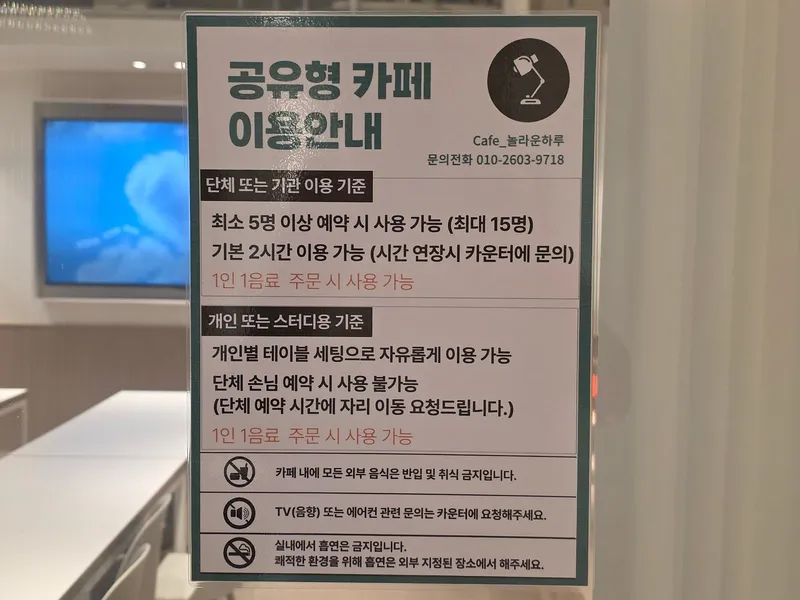 공유형 카페
이용안내
Cafe_놀라운하루
문의전화 010-2603-9718
단체 또는 기관 이용 기준
최소 5명 이상 예약 시 사용 가능 (최대 15명)
기본 2시간 이용 가능 (시간 연장시 카운터에 문의)
1인 1음료 주문 시 사용 가능
개인 또는 스터디용 기준
개인별 테이블 세팅으로 자유롭게 이용 가능
단체 손님 예약 시 사용 불가능
(단체 예약 시간에 자리 이동 요청드립니다.)
1인 1음료 주문 시 사용 가능
카페 내에 모든 외부 음식은 반입 및 취식 금지입니다.
TV(음향) 또는 에어컨 관련 문의는 카운터에 요청해주세요.
실내에서 흡연은 금지입니다.
쾌적한 환경을 위해 흡연은 외부 지정된 장소에서 해주세요.